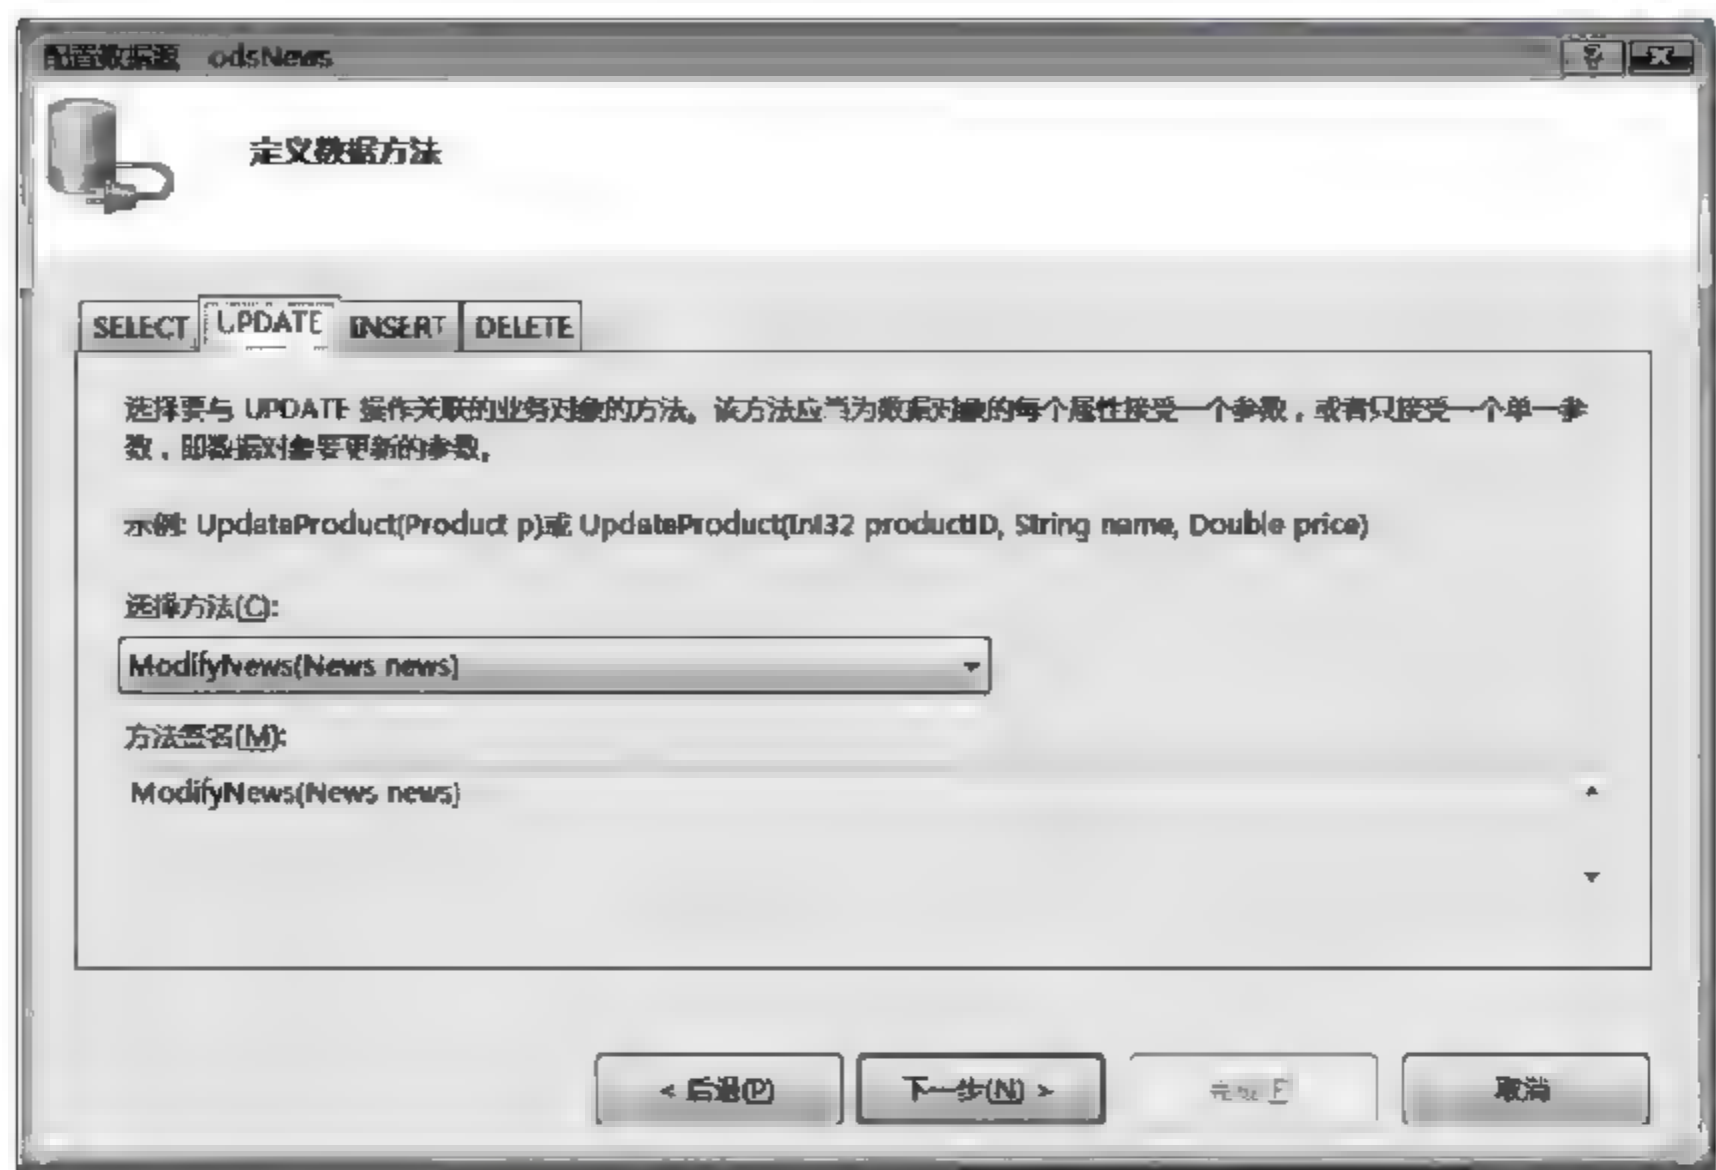 配置数据源 odsNews
定义数据方法
SELECT UPDATE INSERT DELETE
选择要与 UPDATE 操作关联的业务对象的方法。该方法应当为数据对象的每个属性接受一个参数，或者只接受一个单一参
数，即数据对象要更新的参数。
示例: UpdateProduct(Product p)或 UpdateProduct(Int32 productID, String name, Double price)
选择方法(C):
ModifyNews(News news)
方法签名(M):
ModifyNews(News news)
< 后退(P) 下一步(N) > 完成(F) 取消